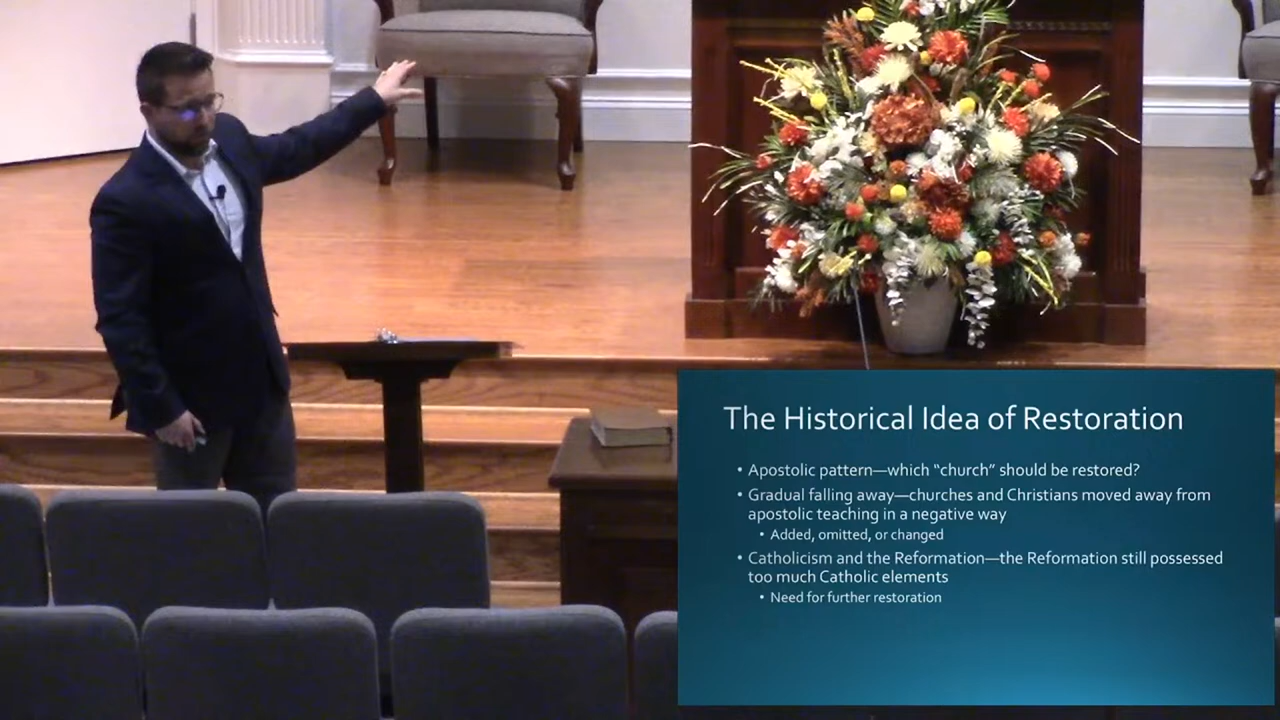 The Historical Idea of Restoration
• Apostolic pattern—which “church” should be restored?
• Gradual falling away—churches and Christians moved away from
apostolic teaching in a negative way
• Added, omitted, or changed
• Catholicism and the Reformation—the Reformation still possessed
too much Catholic elements
• Need for further restoration